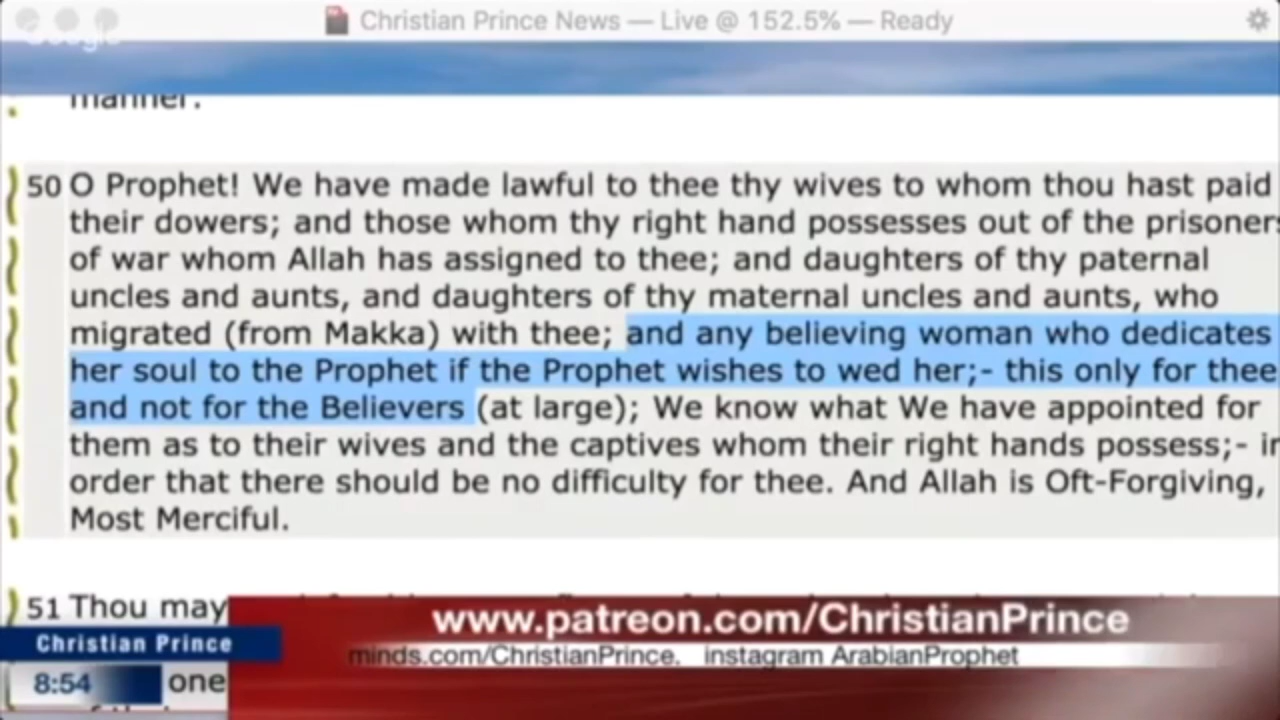 Christian Prince News — Live @ 152.5% — Ready
Google
manner.
50 O Prophet! We have made lawful to thee thy wives to whom thou hast paid
their dowers; and those whom thy right hand possesses out of the prisoners
of war whom Allah has assigned to thee; and daughters of thy paternal
uncles and aunts, and daughters of thy maternal uncles and aunts, who
migrated (from Makka) with thee; and any believing woman who dedicates
her soul to the Prophet if the Prophet wishes to wed her;- this only for thee
and not for the Believers (at large); We know what We have appointed for
them as to their wives and the captives whom their right hands possess;- in
order that there should be no difficulty for thee. And Allah is Oft-Forgiving,
Most Merciful.
51 Thou may
www.patreon.com/ChristianPrince
Christian Prince
minds.com/ChristianPrince. instagram ArabianProphet
8:54
one